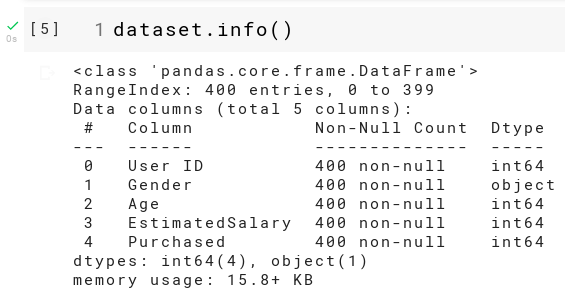 [5] 1 dataset.info()
0s
<class 'pandas.core.frame.DataFrame'>
RangeIndex: 400 entries, 0 to 399
Data columns (total 5 columns):
 #   Column           Non-Null Count  Dtype
---  ------           --------------  -----
 0   User ID          400 non-null    int64
 1   Gender           400 non-null    object
 2   Age              400 non-null    int64
 3   EstimatedSalary  400 non-null    int64
 4   Purchased        400 non-null    int64
dtypes: int64(4), object(1)
memory usage: 15.8+ KB